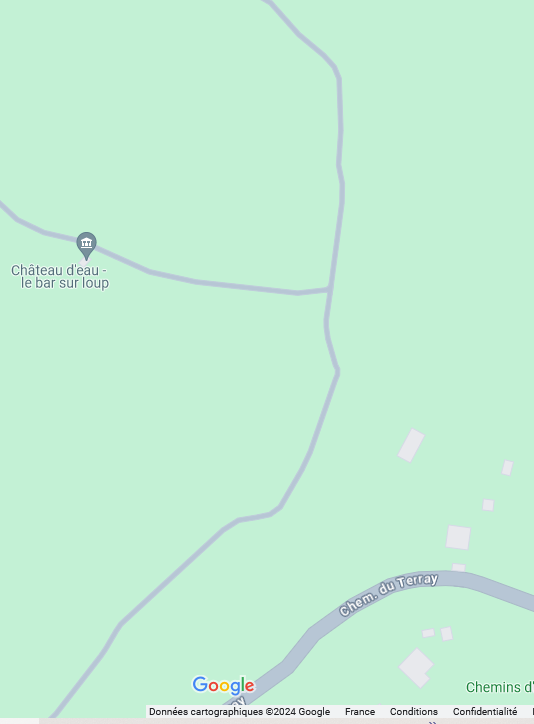 Château d'eau -
le bar sur loup
Chem. du Terray
Chemins d'
Google
Données cartographiques ©2024 Google France Conditions Confidentialité